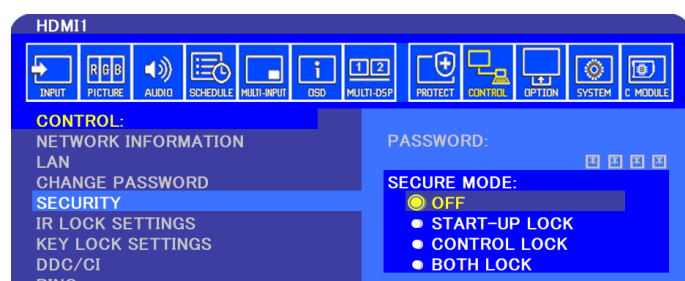 HDMI1
INPUT RGB PICTURE AUDIO SCHEDULE MULTI-INPUT OSD 1 2 MULTI-DSP PROTECT CONTROL OPTION SYSTEM C MODULE
CONTROL:
NETWORK INFORMATION
LAN
CHANGE PASSWORD
SECURITY
IR LOCK SETTINGS
KEY LOCK SETTINGS
DDC/CI
PASSWORD:
* * * *
SECURE MODE:
OFF
START-UP LOCK
CONTROL LOCK
BOTH LOCK